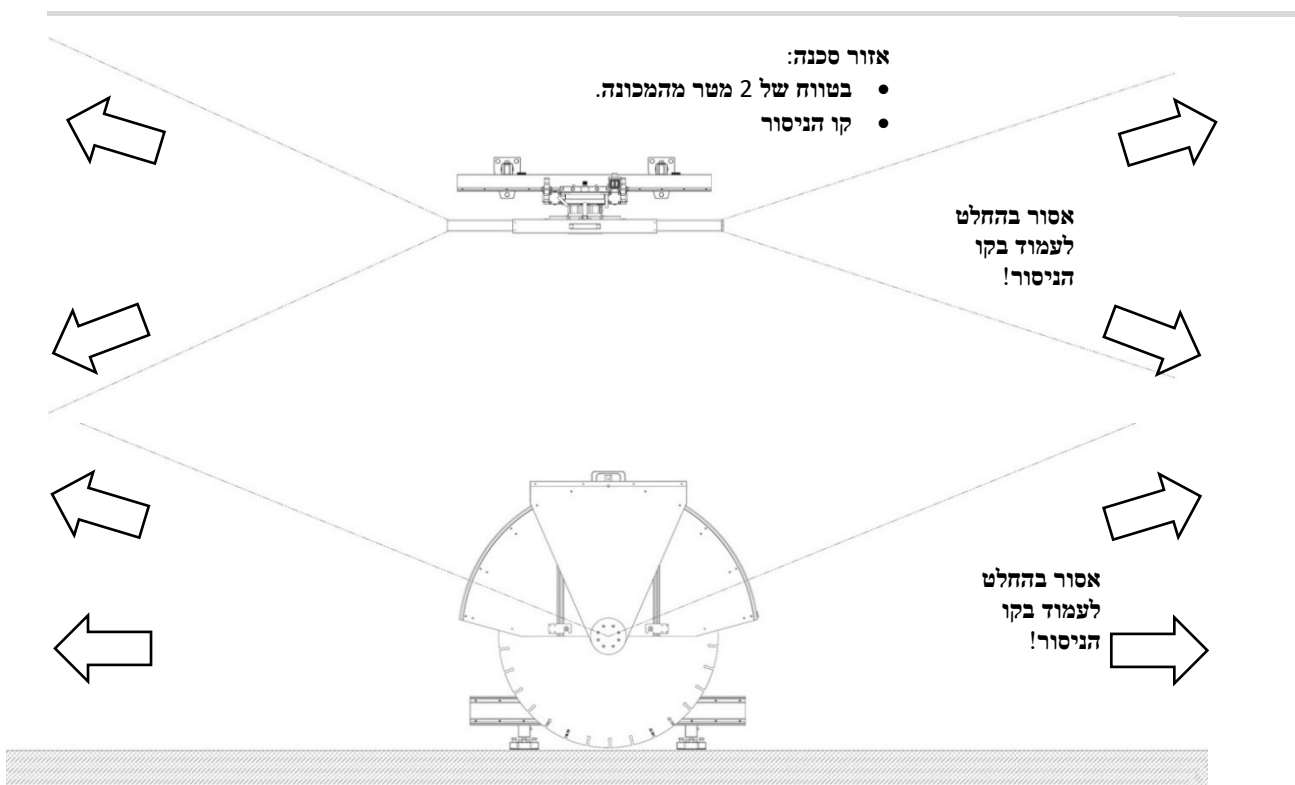 אזור סכנה:
• בטווח של 2 מטר מהמכונה.
• קו הניסור
אסור בהחלט
לעמוד בקו
הניסור!
אסור בהחלט
לעמוד בקו
הניסור!